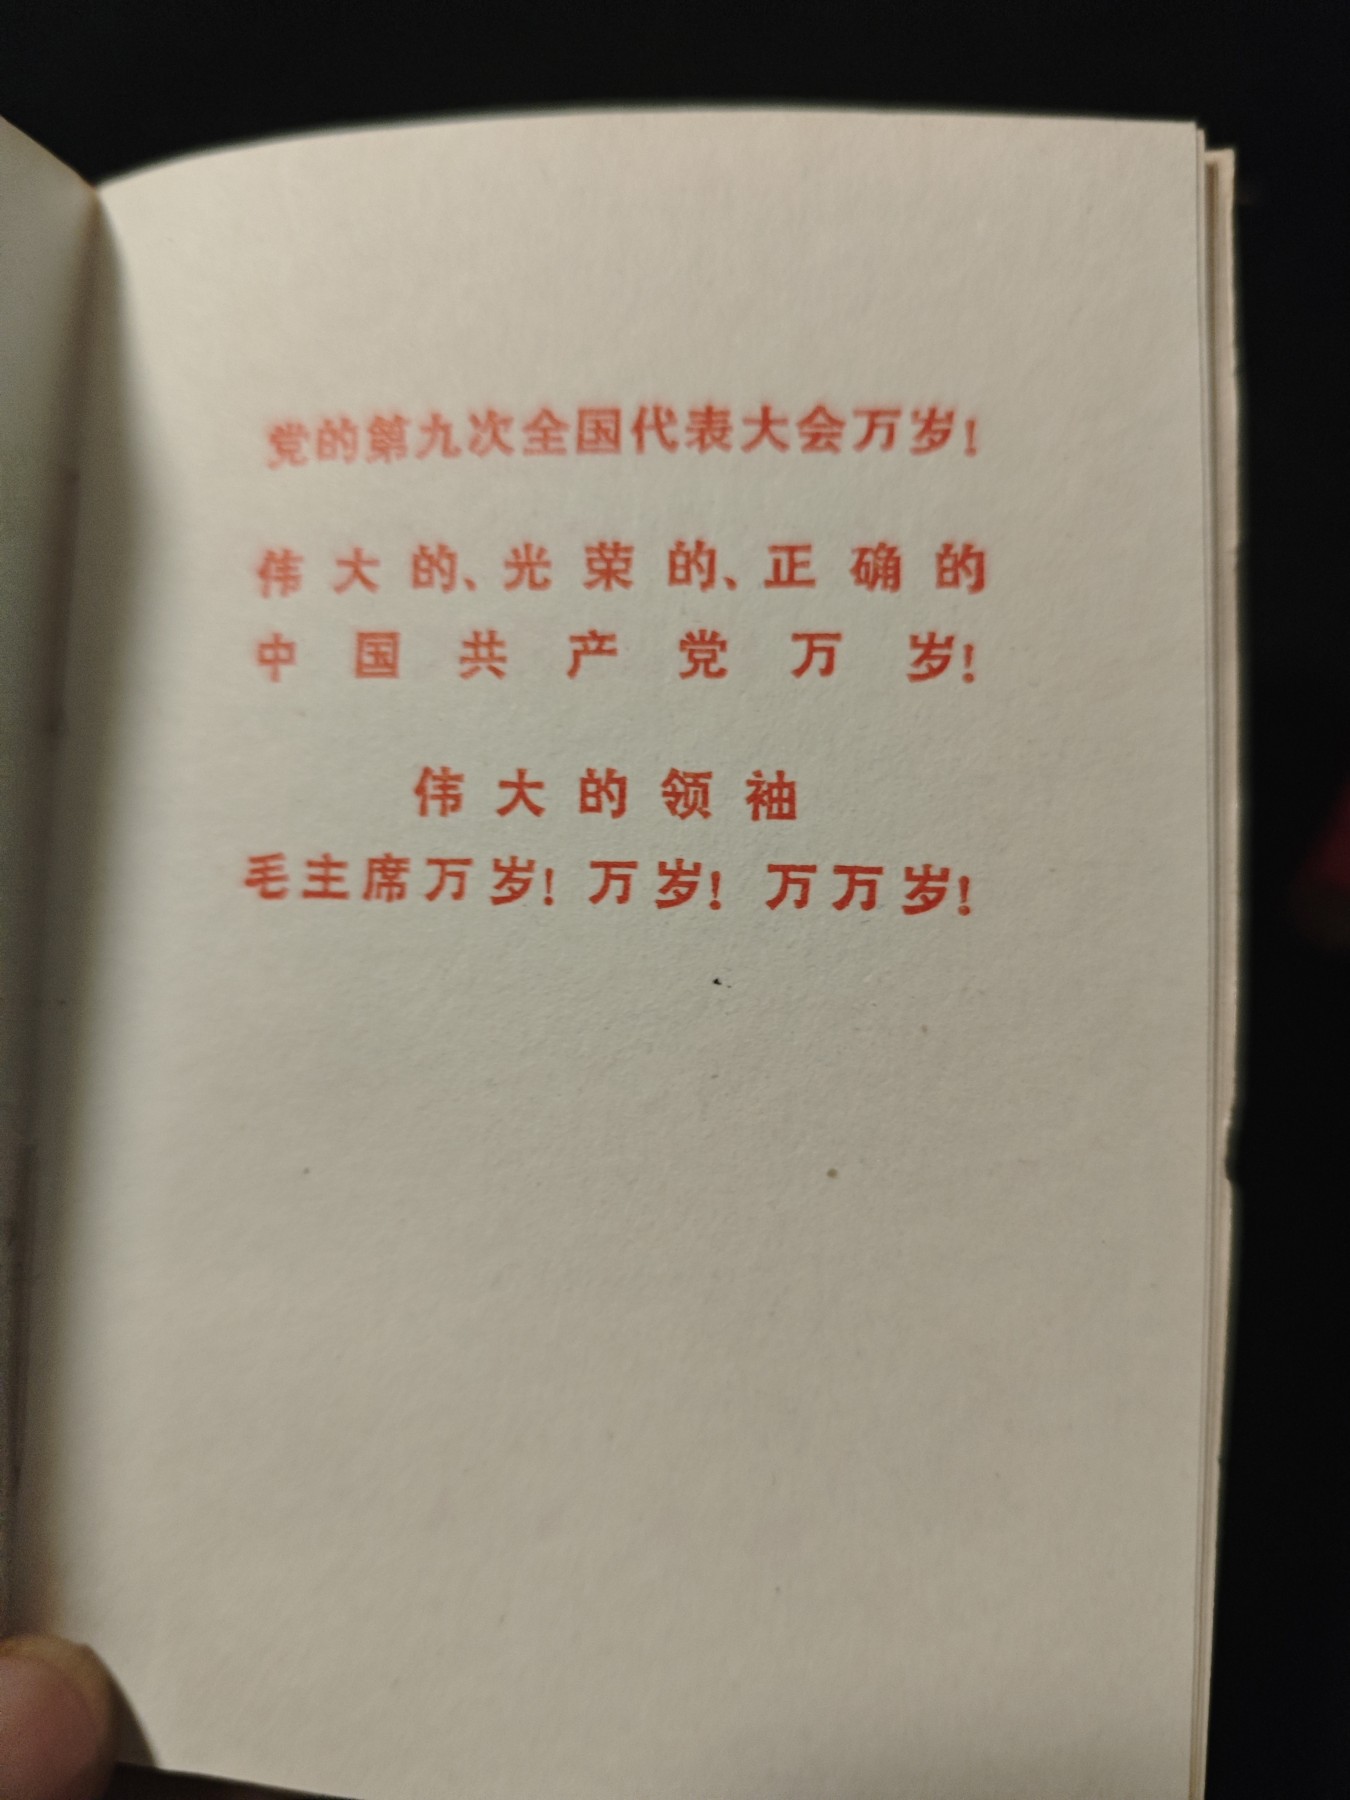 党的第九次全国代表大会万岁！
伟大的、光荣的、正确的
中国共产党万岁！
伟大的领袖
毛主席万岁！万岁！万万岁！